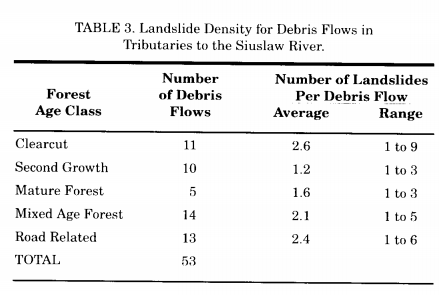 TABLE 3. Landslide Density for Debris Flows in
Tributaries to the Siuslaw River.
Number Number of Landslides
Forest of Debris Per Debris Flow
Age Class Flows Average Range
Clearcut 11 2.6 1 to 9
Second Growth 10 1.2 1 to 3
Mature Forest 5 1.6 1 to 3
Mixed Age Forest 14 2.1 1 to 5
Road Related 13 2.4 1 to 6
TOTAL 53